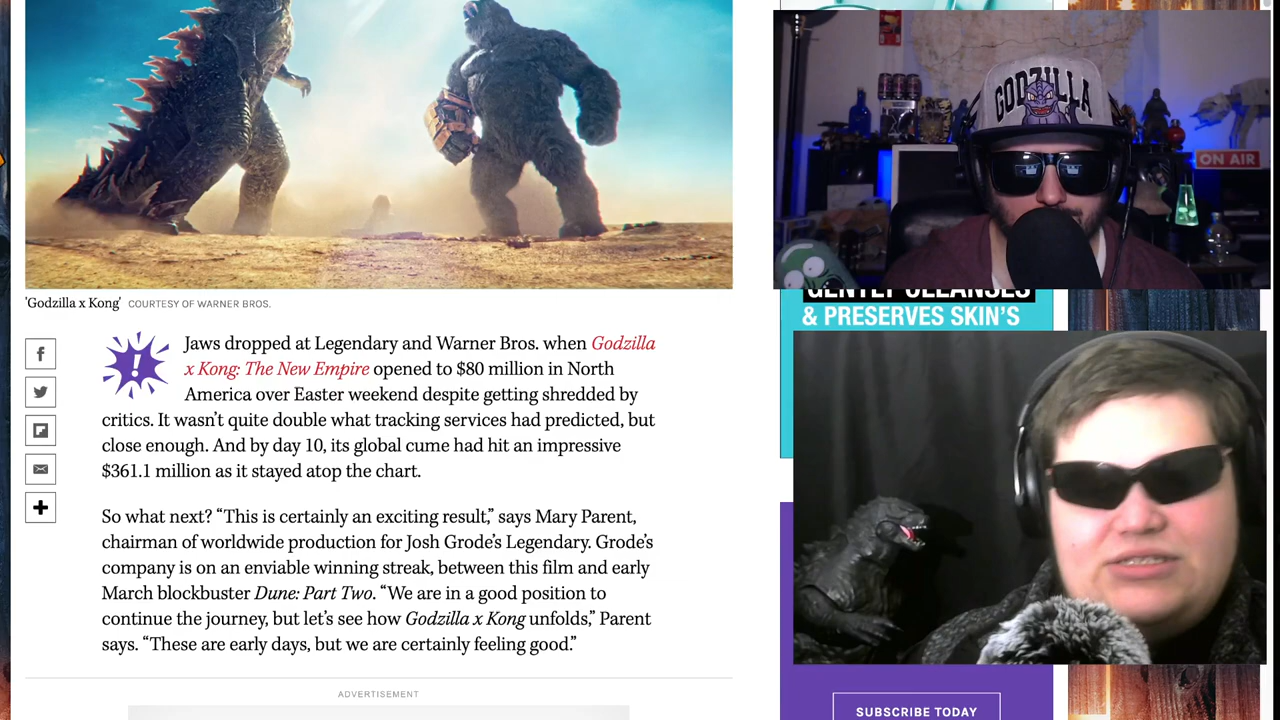 GODZILLA
ON AIR
'Godzilla x Kong' COURTESY OF WARNER BROS.
GENTLY CLEANSES
& PRESERVES SKIN'S
Jaws dropped at Legendary and Warner Bros. when Godzilla
x Kong: The New Empire opened to $80 million in North
America over Easter weekend despite getting shredded by
critics. It wasn't quite double what tracking services had predicted, but
close enough. And by day 10, its global cume had hit an impressive
$361.1 million as it stayed atop the chart.
So what next? “This is certainly an exciting result,” says Mary Parent,
chairman of worldwide production for Josh Grode's Legendary. Grode's
company is on an enviable winning streak, between this film and early
March blockbuster Dune: Part Two. “We are in a good position to
continue the journey, but let's see how Godzilla x Kong unfolds,” Parent
says. “These are early days, but we are certainly feeling good.”
ADVERTISEMENT
SUBSCRIBE TODAY